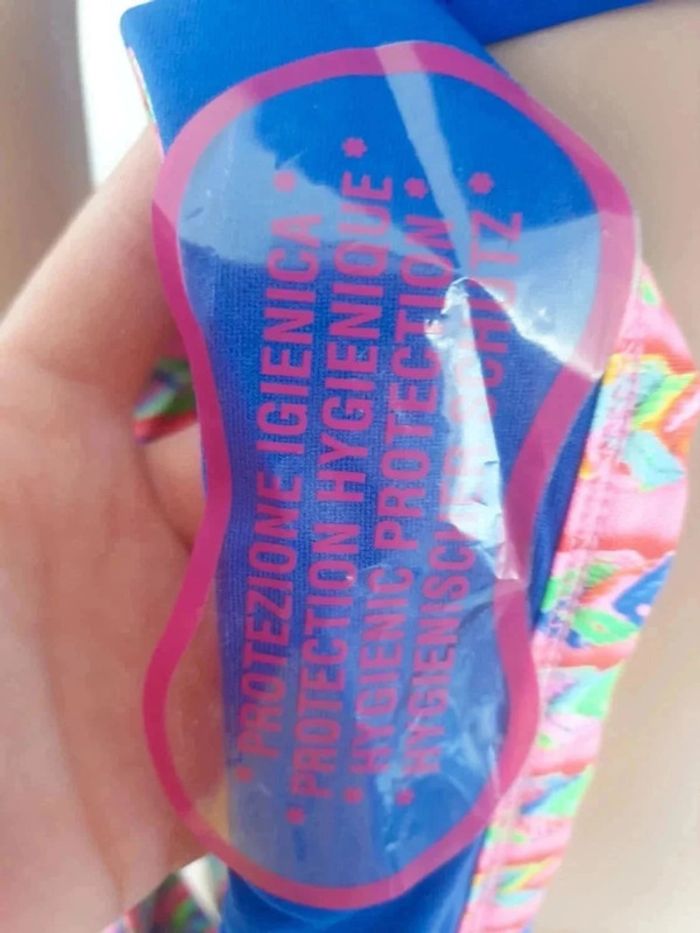 * PROTEZIONE IGIENICA *
* PROTECTION HYGIENIQUE *
* HYGIENIC PROTECTION *
* HYGIENISCHER SCHUTZ *